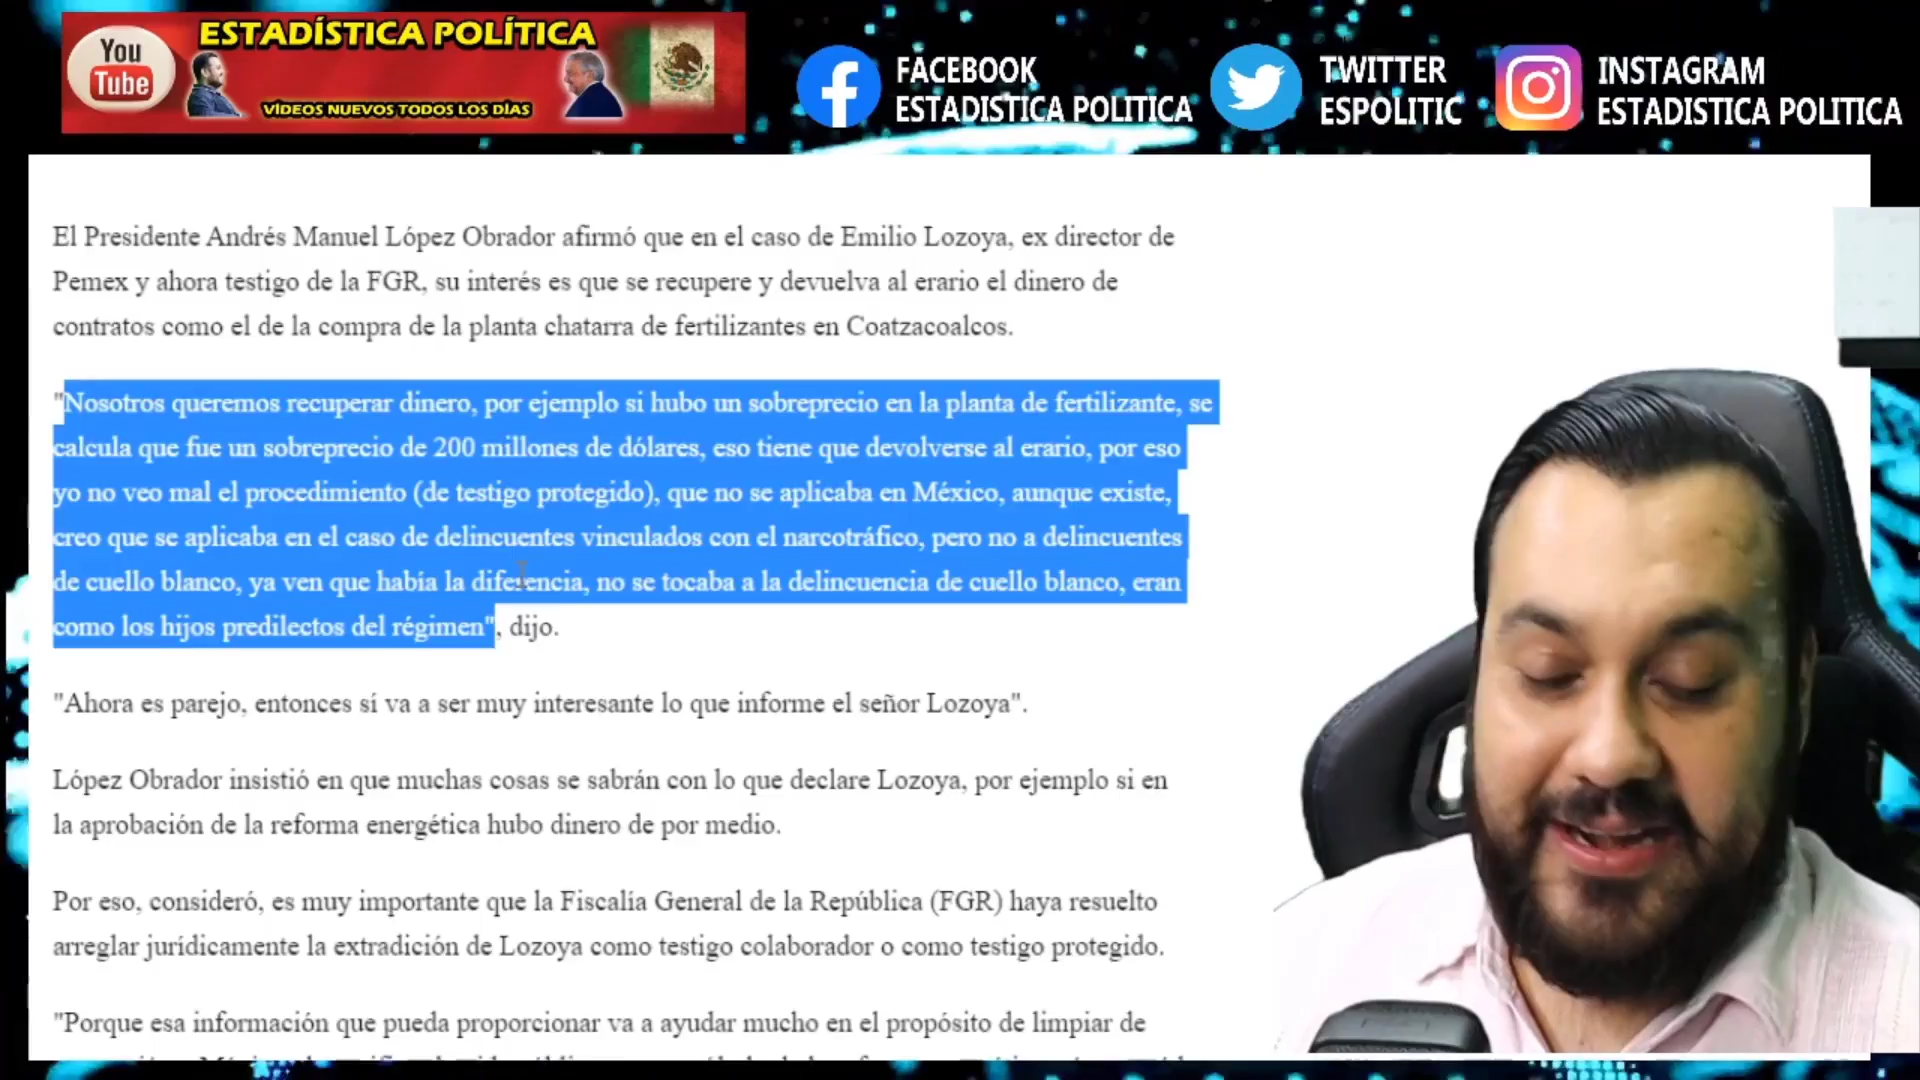 You
Tube
ESTADÍSTICA POLÍTICA
VÍDEOS NUEVOS TODOS LOS DÍAS
FACEBOOK
ESTADISTICA POLITICA
TWITTER
ESPOLITIC
INSTAGRAM
ESTADISTICA POLITICA
El Presidente Andrés Manuel López Obrador afirmó que en el caso de Emilio Lozoya, ex director de
Pemex y ahora testigo de la FGR, su interés es que se recupere y devuelva al erario el dinero de
contratos como el de la compra de la planta chatarra de fertilizantes en Coatzacoalcos.
"Nosotros queremos recuperar dinero, por ejemplo si hubo un sobreprecio en la planta de fertilizante, se
calcula que fue un sobreprecio de 200 millones de dólares, eso tiene que devolverse al erario, por eso
yo no veo mal el procedimiento (de testigo protegido), que no se aplicaba en México, aunque existe,
creo que se aplicaba en el caso de delincuentes vinculados con el narcotráfico, pero no a delincuentes
de cuello blanco, ya ven que había la diferencia, no se tocaba a la delincuencia de cuello blanco, eran
como los hijos predilectos del régimen", dijo.
"Ahora es parejo, entonces sí va a ser muy interesante lo que informe el señor Lozoya".
López Obrador insistió en que muchas cosas se sabrán con lo que declare Lozoya, por ejemplo si en
la aprobación de la reforma energética hubo dinero de por medio.
Por eso, consideró, es muy importante que la Fiscalía General de la República (FGR) haya resuelto
arreglar jurídicamente la extradición de Lozoya como testigo colaborador o como testigo protegido.
"Porque esa información que pueda proporcionar va a ayudar mucho en el propósito de limpiar de